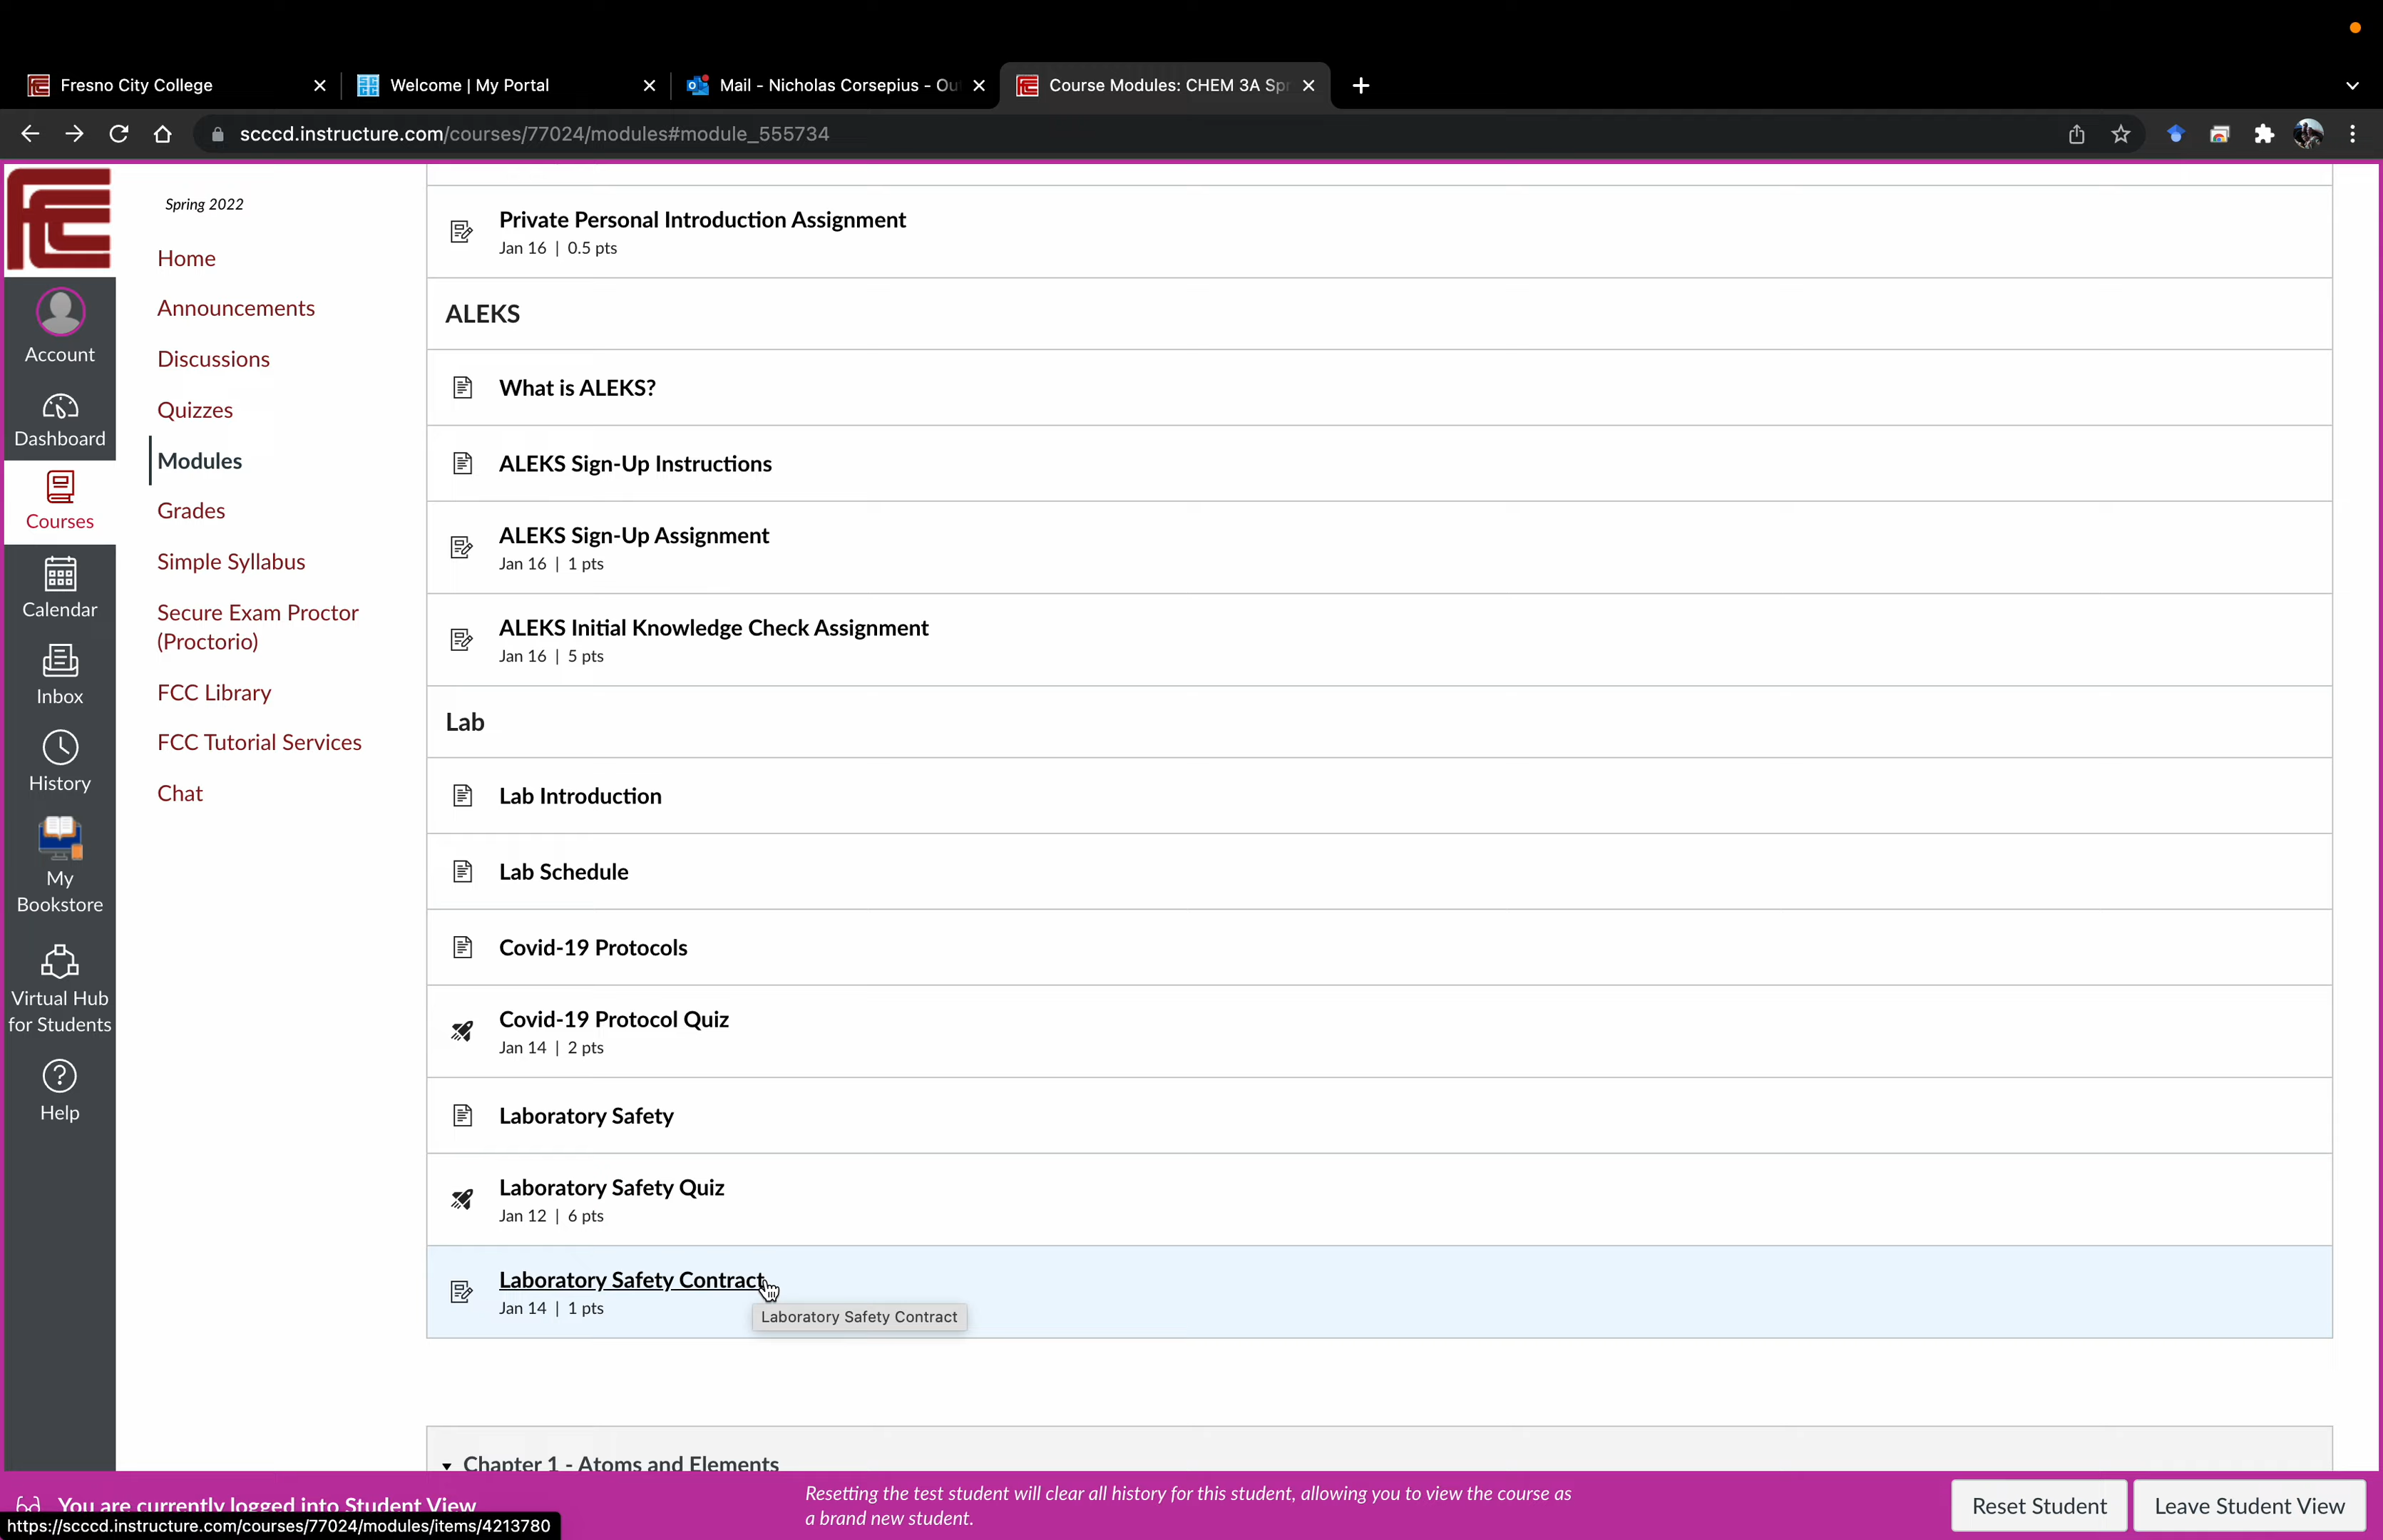 Fresno City College
Welcome | My Portal
Mail - Nicholas Corsepius - Ou
Course Modules: CHEM 3A Spr
scccd.instructure.com/courses/77024/modules#module_555734
Account
Dashboard
Courses
Calendar
Inbox
History
My
Bookstore
Virtual Hub
for Students
Help
Spring 2022
Home
Announcements
Discussions
Quizzes
Modules
Grades
Simple Syllabus
Secure Exam Proctor
(Proctorio)
FCC Library
FCC Tutorial Services
Chat
Private Personal Introduction Assignment
Jan 16 | 0.5 pts
ALEKS
What is ALEKS?
ALEKS Sign-Up Instructions
ALEKS Sign-Up Assignment
Jan 16 | 1 pts
ALEKS Initial Knowledge Check Assignment
Jan 16 | 5 pts
Lab
Lab Introduction
Lab Schedule
Covid-19 Protocols
Covid-19 Protocol Quiz
Jan 14 | 2 pts
Laboratory Safety
Laboratory Safety Quiz
Jan 12 | 6 pts
Laboratory Safety Contract
Jan 14 | 1 pts
Laboratory Safety Contract
Chapter 1 - Atoms and Elements
You are currently logged into Student View
Resetting the test student will clear all history for this student, allowing you to view the course as
a brand new student.
Reset Student
Leave Student View
https://scccd.instructure.com/courses/77024/modules/items/4213780